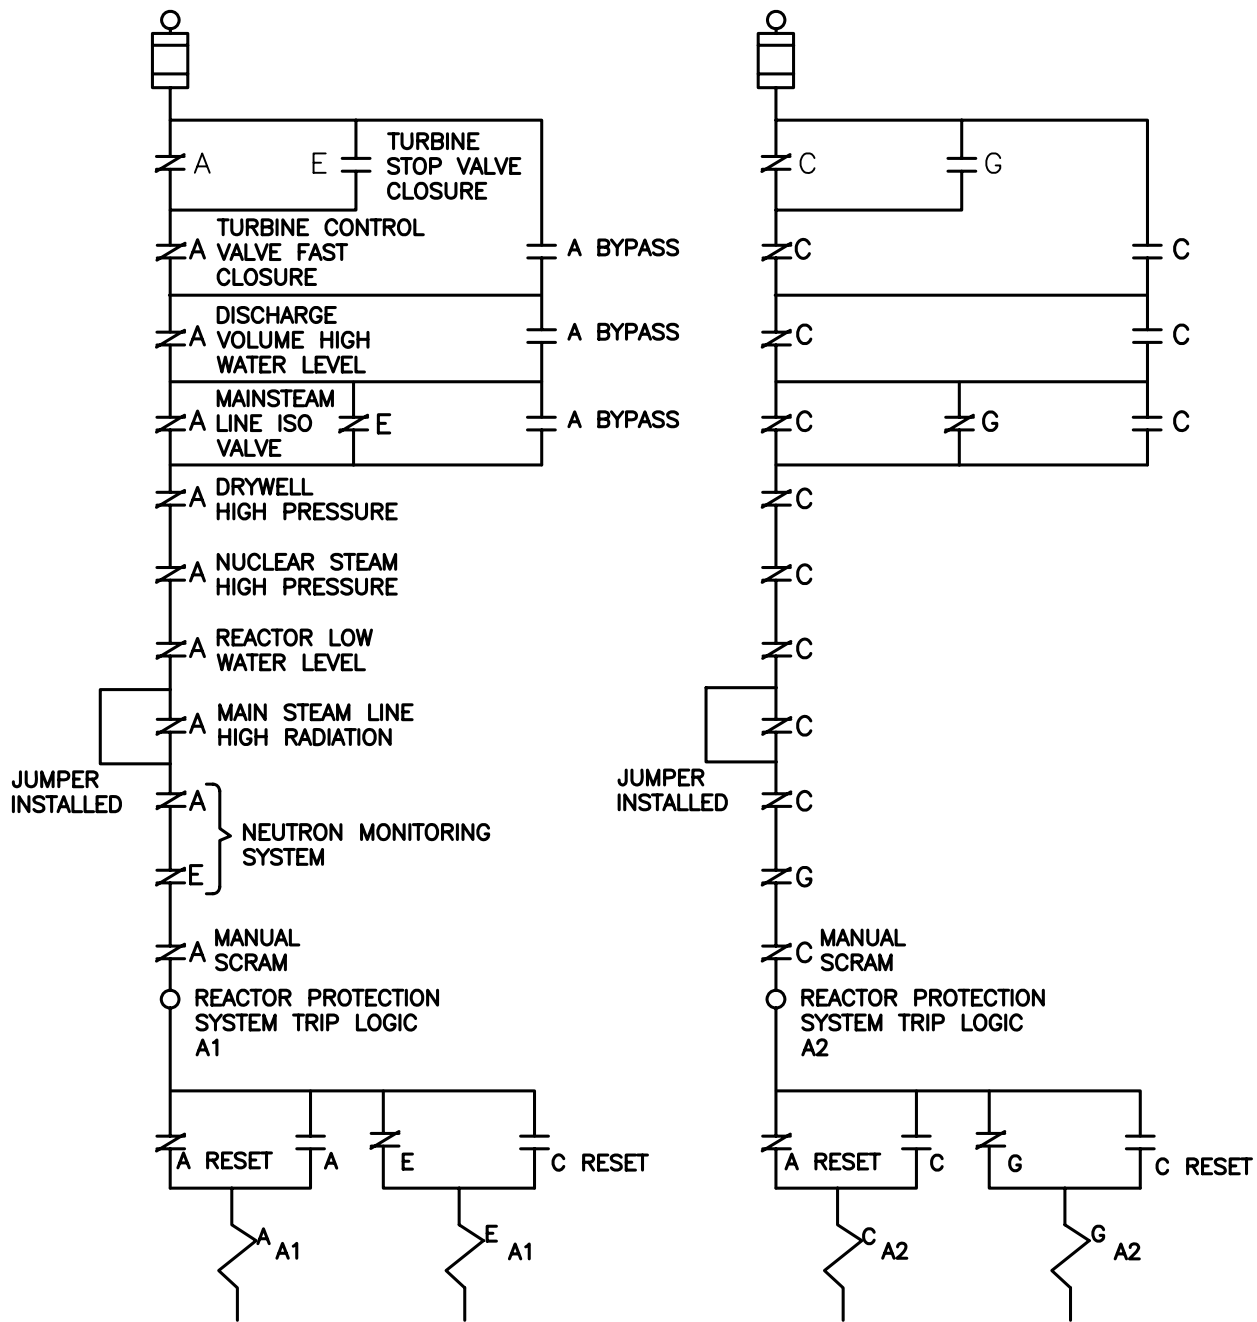 A
E
TURBINE
STOP VALVE
CLOSURE
C
G
A
TURBINE CONTROL
VALVE FAST
CLOSURE
A BYPASS
C
C
A
DISCHARGE
VOLUME HIGH
WATER LEVEL
A BYPASS
C
C
A
MAINSTEAM
LINE ISO
VALVE
E
A BYPASS
C
G
C
A
DRYWELL
HIGH PRESSURE
C
A
NUCLEAR STEAM
HIGH PRESSURE
C
A
REACTOR LOW
WATER LEVEL
C
A
MAIN STEAM LINE
HIGH RADIATION
C
JUMPER
INSTALLED
JUMPER
INSTALLED
A
C
NEUTRON MONITORING
SYSTEM
E
G
A
MANUAL
SCRAM
C
MANUAL
SCRAM
REACTOR PROTECTION
SYSTEM TRIP LOGIC
A1
REACTOR PROTECTION
SYSTEM TRIP LOGIC
A2
A RESET
A
E
C RESET
A RESET
C
G
C RESET
A
A1
E
A1
C
A2
G
A2